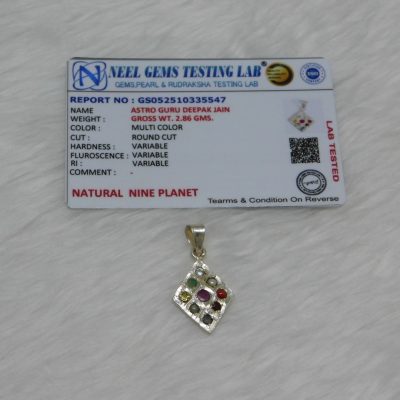 NEEL GEMS TESTING LAB®
GEMS,PEARL & RUDRAKSHA TESTING LAB
REPORT NO : GS052510335547
NAME : ASTRO GURU DEEPAK JAIN
WEIGHT : GROSS WT. 2.86 GMS.
COLOR : MULTI COLOR
CUT : ROUND CUT
HARDNESS : VARIABLE
FLUROSCENCE : VARIABLE
RI : VARIABLE
COMMENT : -
LAB TESTED
NATURAL NINE PLANET
Tearms & Condition On Reverse